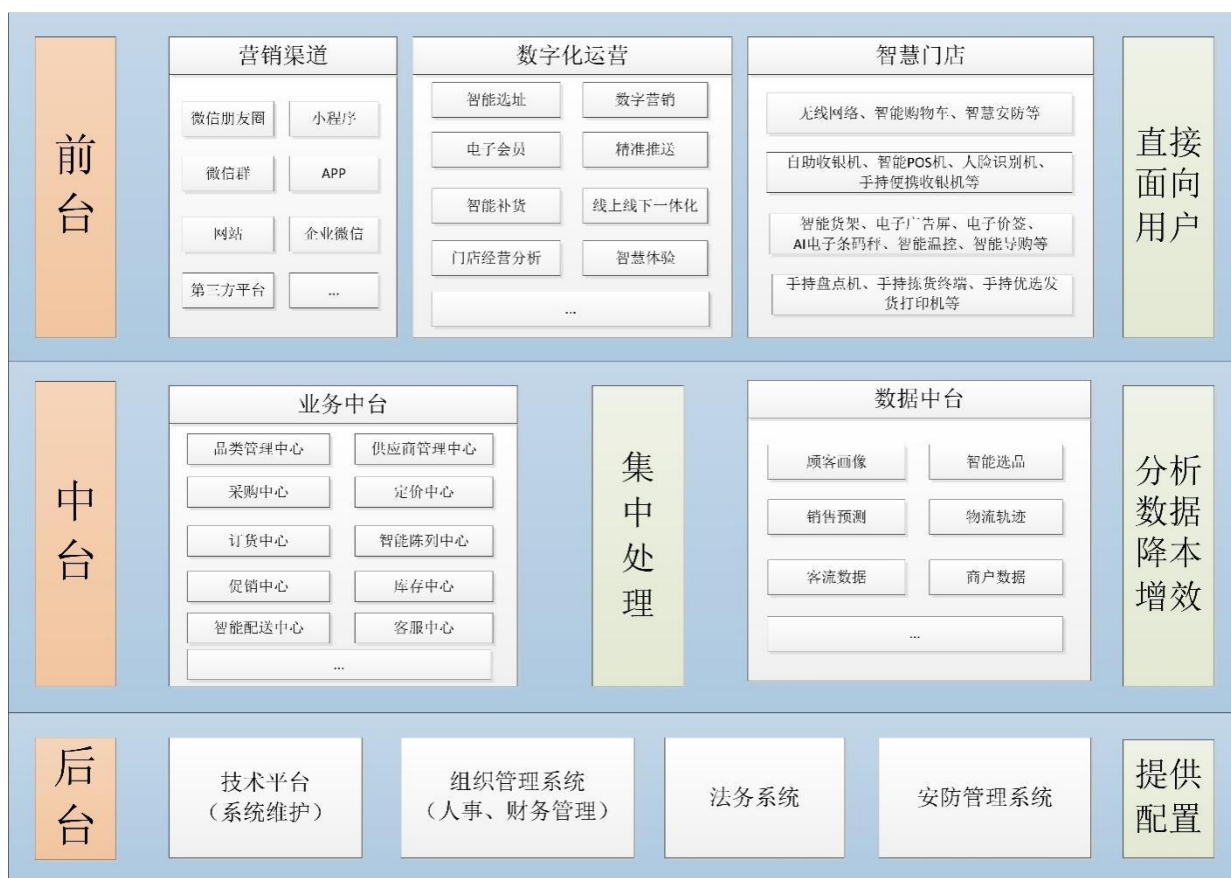 前
台
营销渠道
微信朋友圈
小程序
微信群
APP
网站
企业微信
第三方平台
...
数字化运营
智能选址
数字营销
电子会员
精准推送
智能补货
线上线下一体化
门店经营分析
智慧体验
...
智慧门店
无线网络、智能购物车、智慧安防等
自助收银机、智能POS机、人脸识别机、
手持便携收银机等
智能货架、电子广告屏、电子价签、
AI电子条码秤、智能温控、智能导购等
手持盘点机、手持拣货终端、手持优选发
货打印机等
直接
面向
用户
中
台
业务中台
品类管理中心
供应商管理中心
采购中心
定价中心
订货中心
智能陈列中心
促销中心
库存中心
智能配送中心
客服中心
...
集
中
处
理
数据中台
顾客画像
智能选品
销售预测
物流轨迹
客流数据
商户数据
...
分析
数据
降本
增效
后
台
技术平台
（系统维护）
组织管理系统
（人事、财务管理）
法务系统
安防管理系统
提供
配置